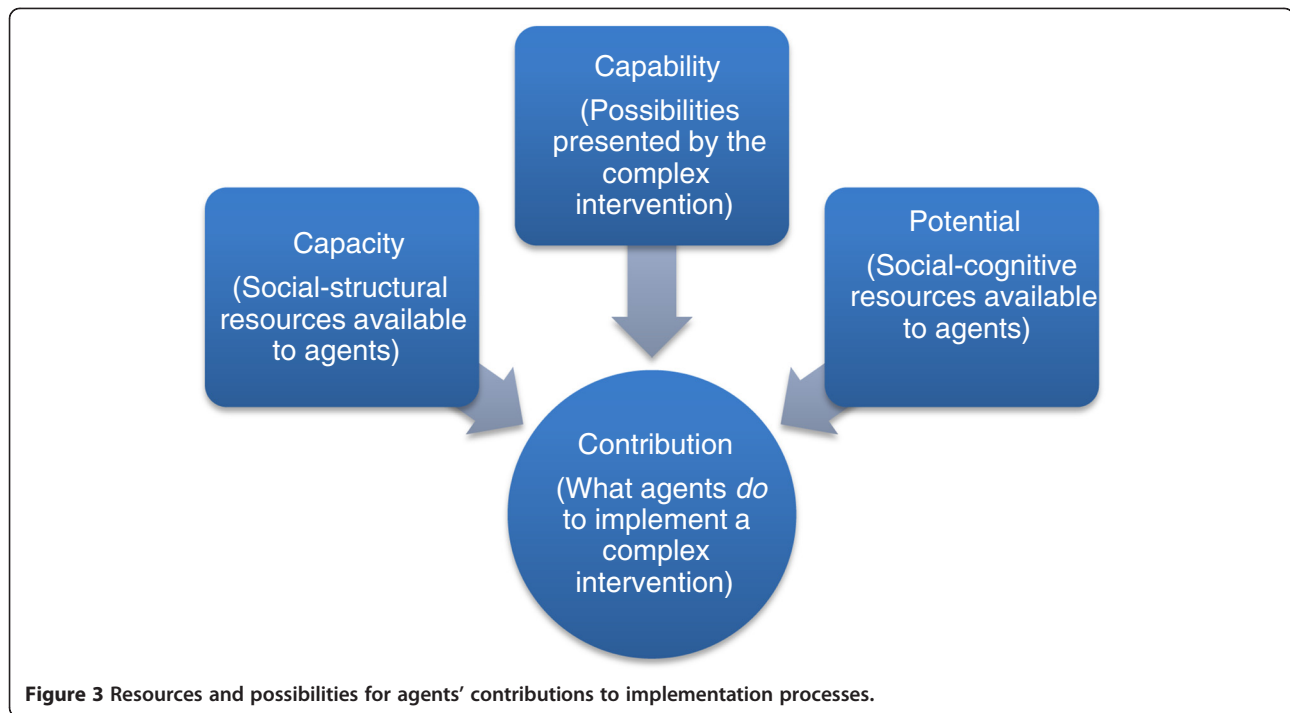 Capability
(Possibilities
presented by the
complex
intervention)
Capacity
(Social-structural
resources available
to agents)
Potential
(Social-cognitive
resources available
to agents)
Contribution
(What agents do
to implement a
complex
intervention)
Figure 3 Resources and possibilities for agents’ contributions to implementation processes.